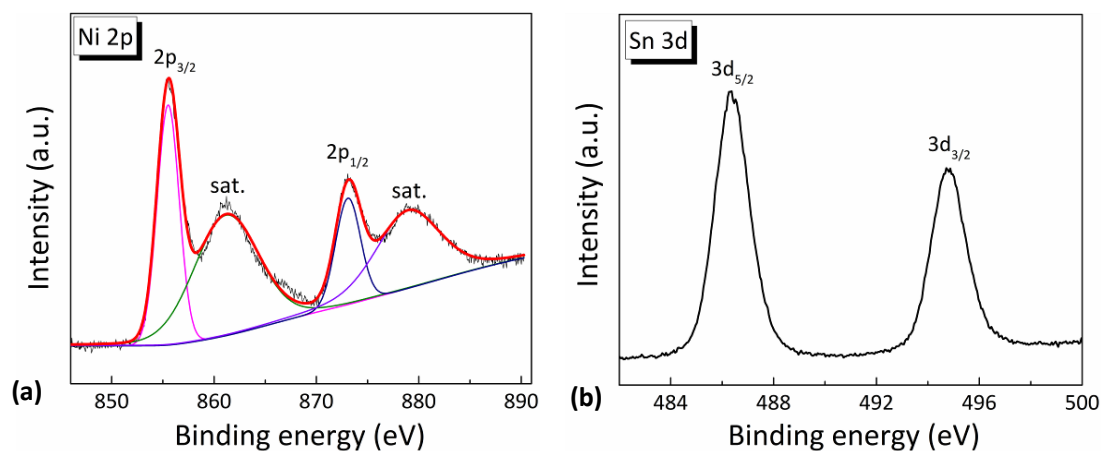 Ni 2p
2p3/2
sat.
2p1/2
sat.
Intensity (a.u.)
850 860 870 880 890
Binding energy (eV)
(a)
Sn 3d
3d5/2
3d3/2
Intensity (a.u.)
484 488 492 496 500
Binding energy (eV)
(b)